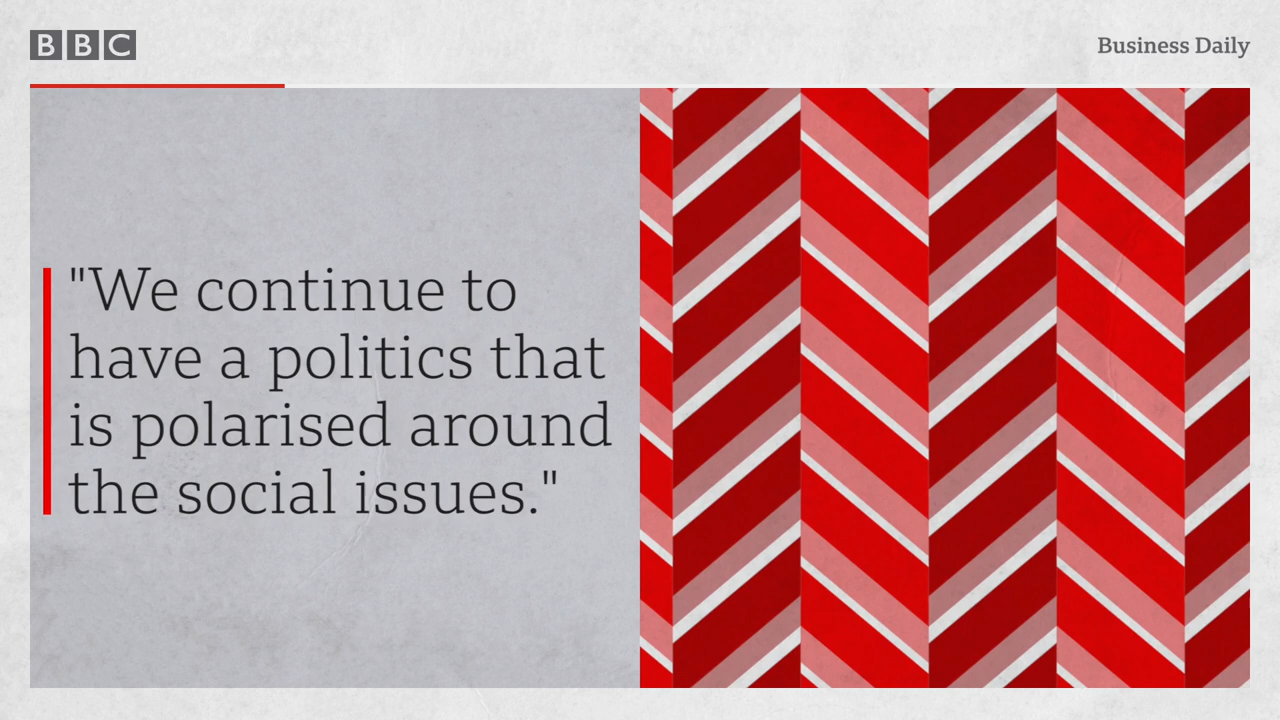 BBC
Business Daily
"We continue to
have a politics that
is polarised around
the social issues."